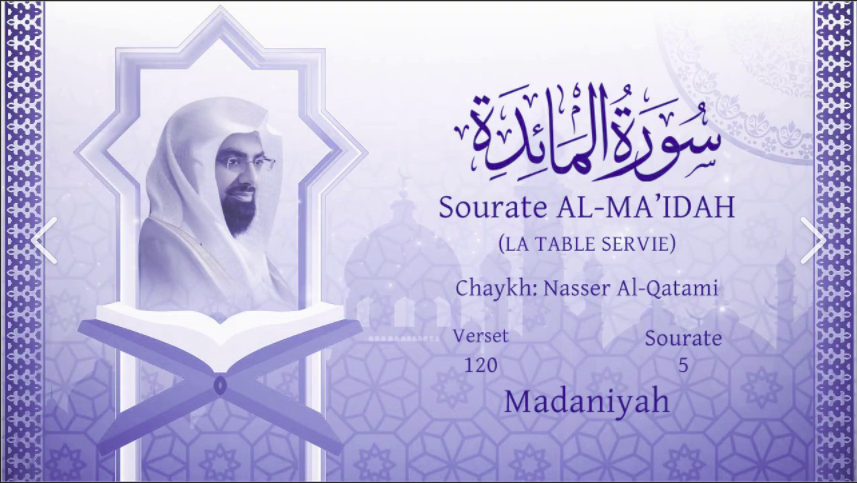 سُورَةُ المَائِدَةِ
Sourate AL-MA’IDAH
(LA TABLE SERVIE)
Chaykh: Nasser Al-Qatami
Verset Sourate
120 5
Madaniyah